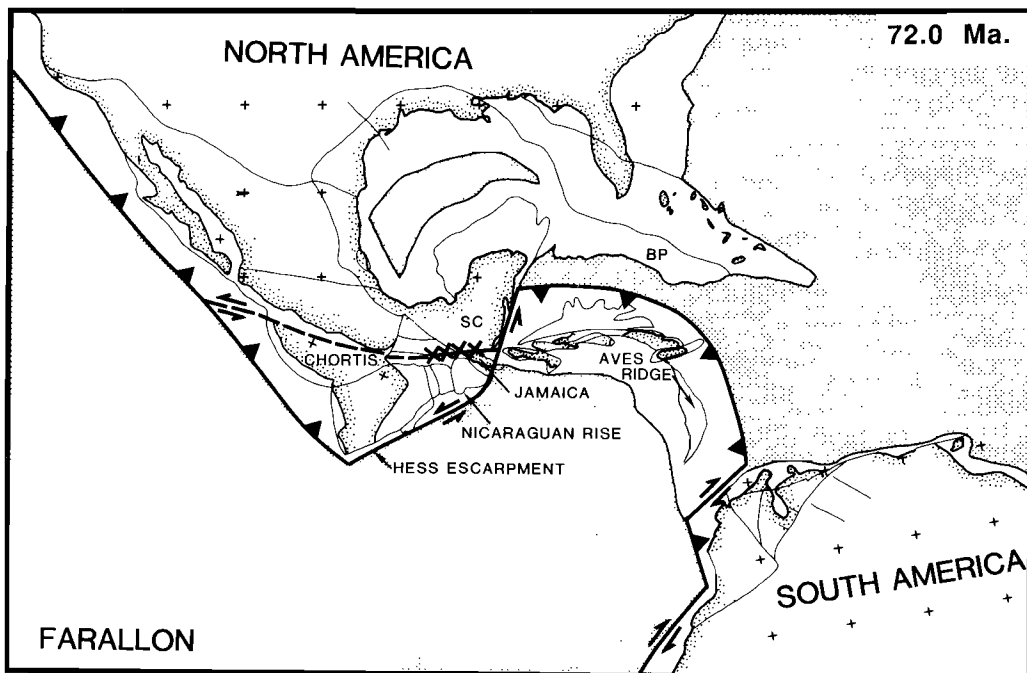 72.0 Ma.
NORTH AMERICA
BP
SC
CHORTIS
AVES
RIDGE
JAMAICA
NICARAGUAN RISE
HESS ESCARPMENT
SOUTH AMERICA
FARALLON